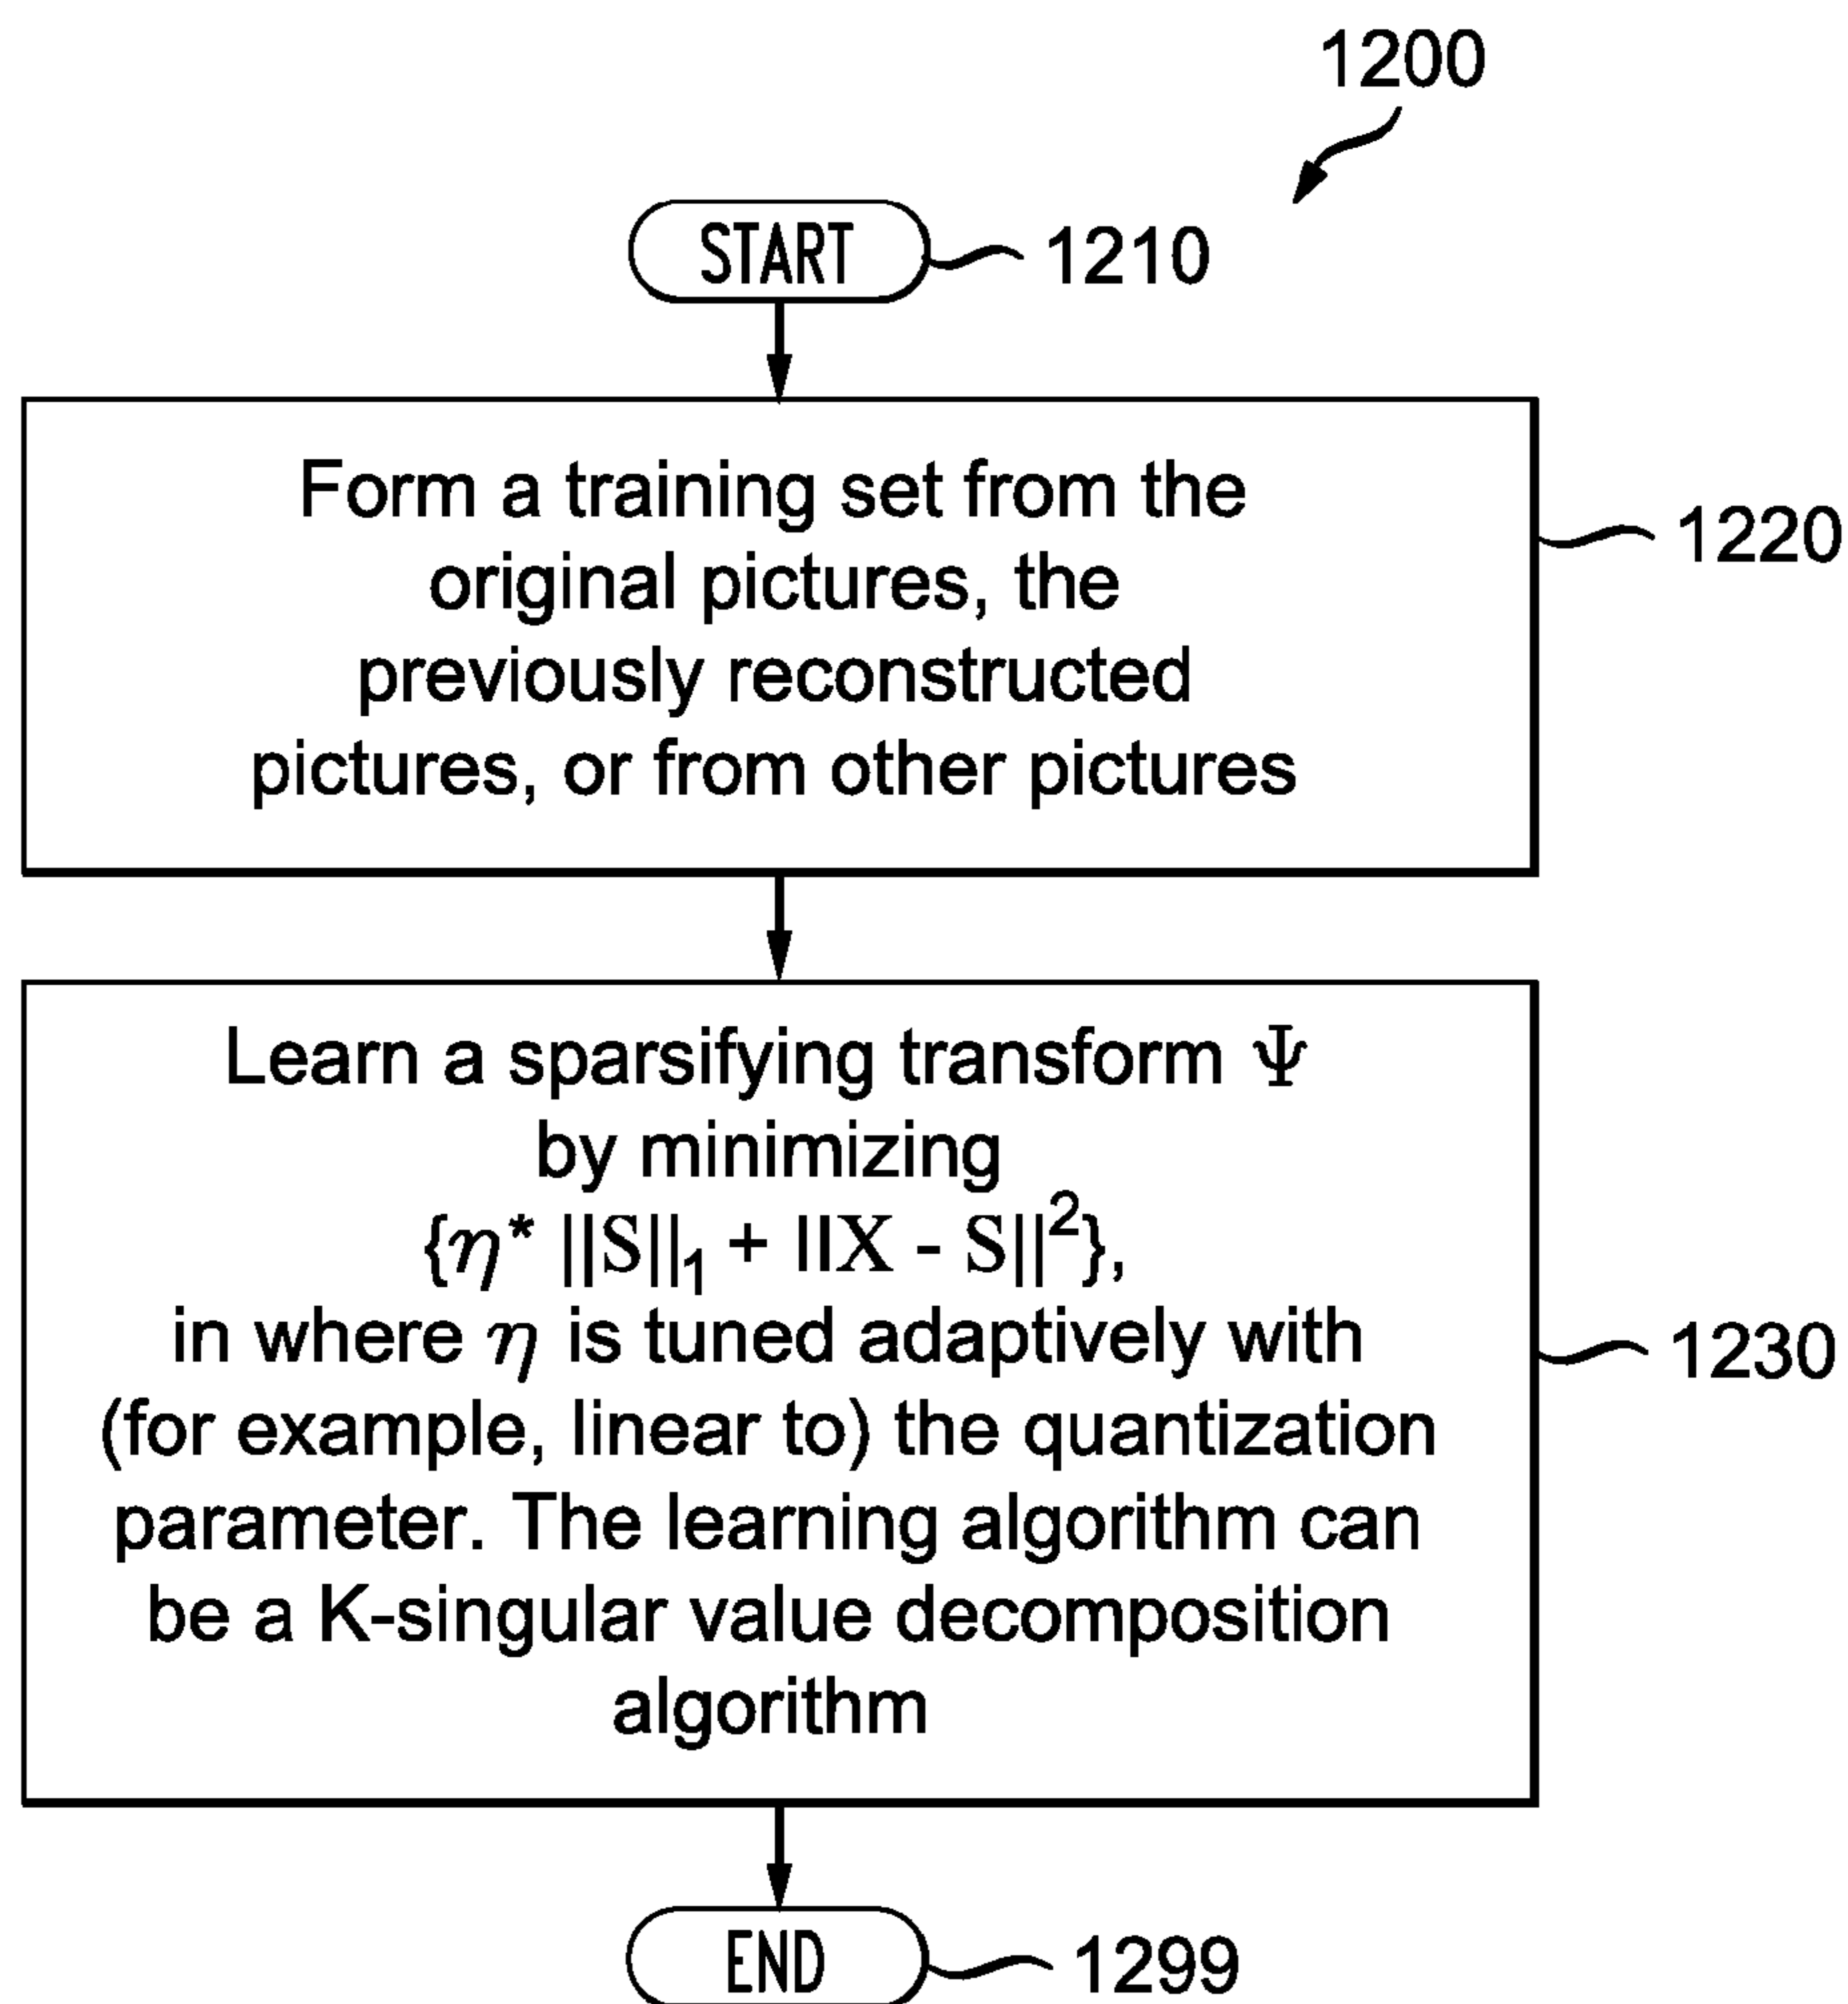 1200
START
1210
Form a training set from the
original pictures, the
previously reconstructed
pictures, or from other pictures
1220
Learn a sparsifying transform Ψ
by minimizing
{η* ||S||₁ + IIX - S||²},
in where η is tuned adaptively with
(for example, linear to) the quantization
parameter. The learning algorithm can
be a K-singular value decomposition
algorithm
1230
END
1299